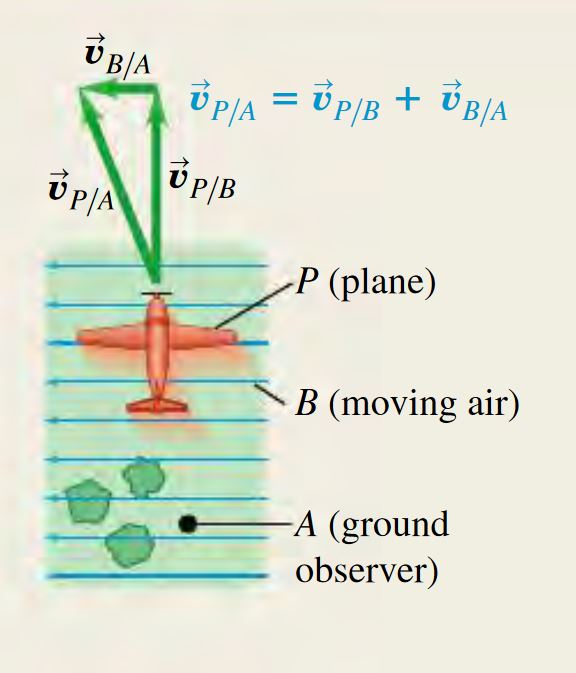 v⃗B/A
v⃗P/A = v⃗P/B + v⃗B/A
v⃗P/A
v⃗P/B
P (plane)
B (moving air)
A (ground
observer)